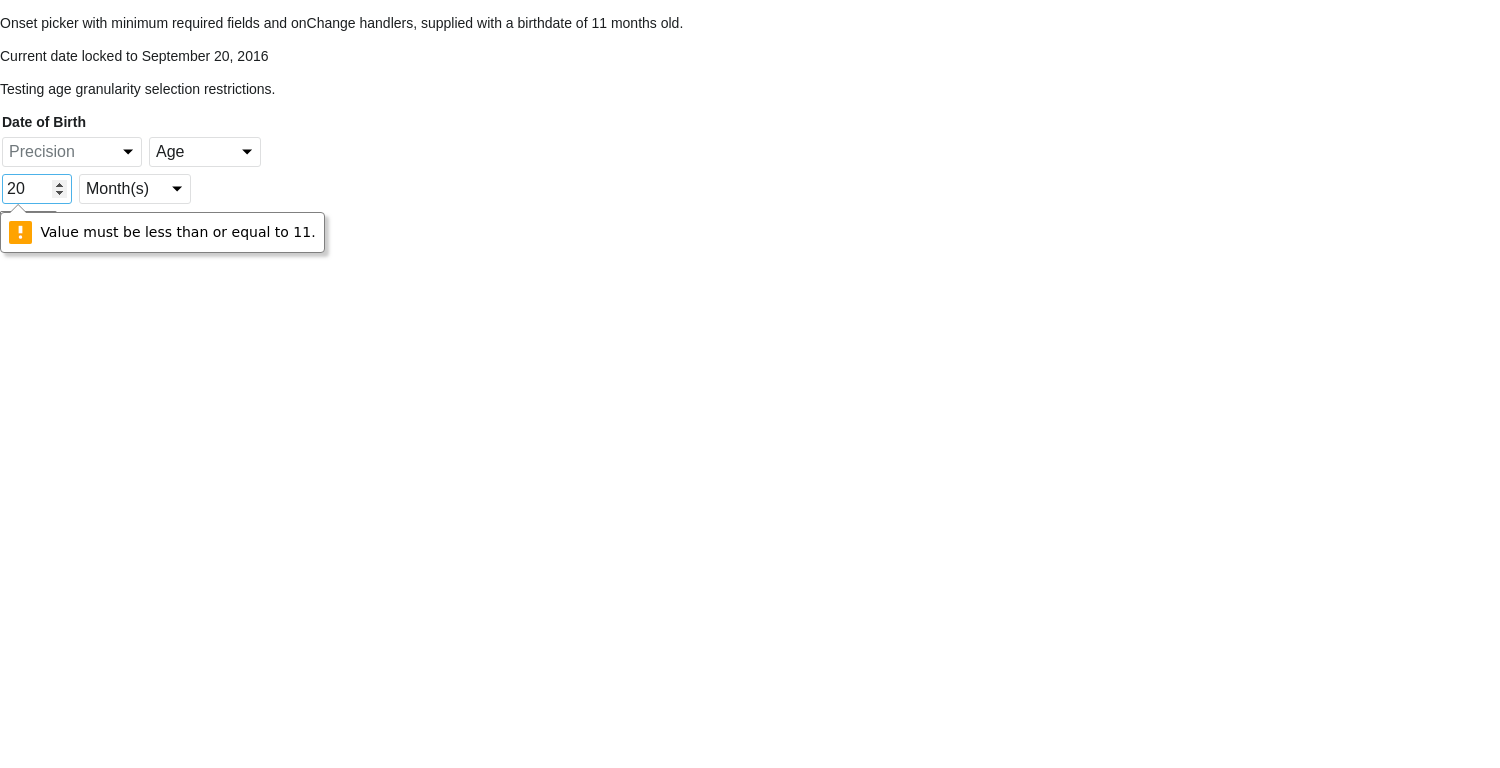 Onset picker with minimum required fields and onChange handlers, supplied with a birthdate of 11 months old.
Current date locked to September 20, 2016
Testing age granularity selection restrictions.
Date of Birth
Precision Age
20 Month(s)
Value must be less than or equal to 11.